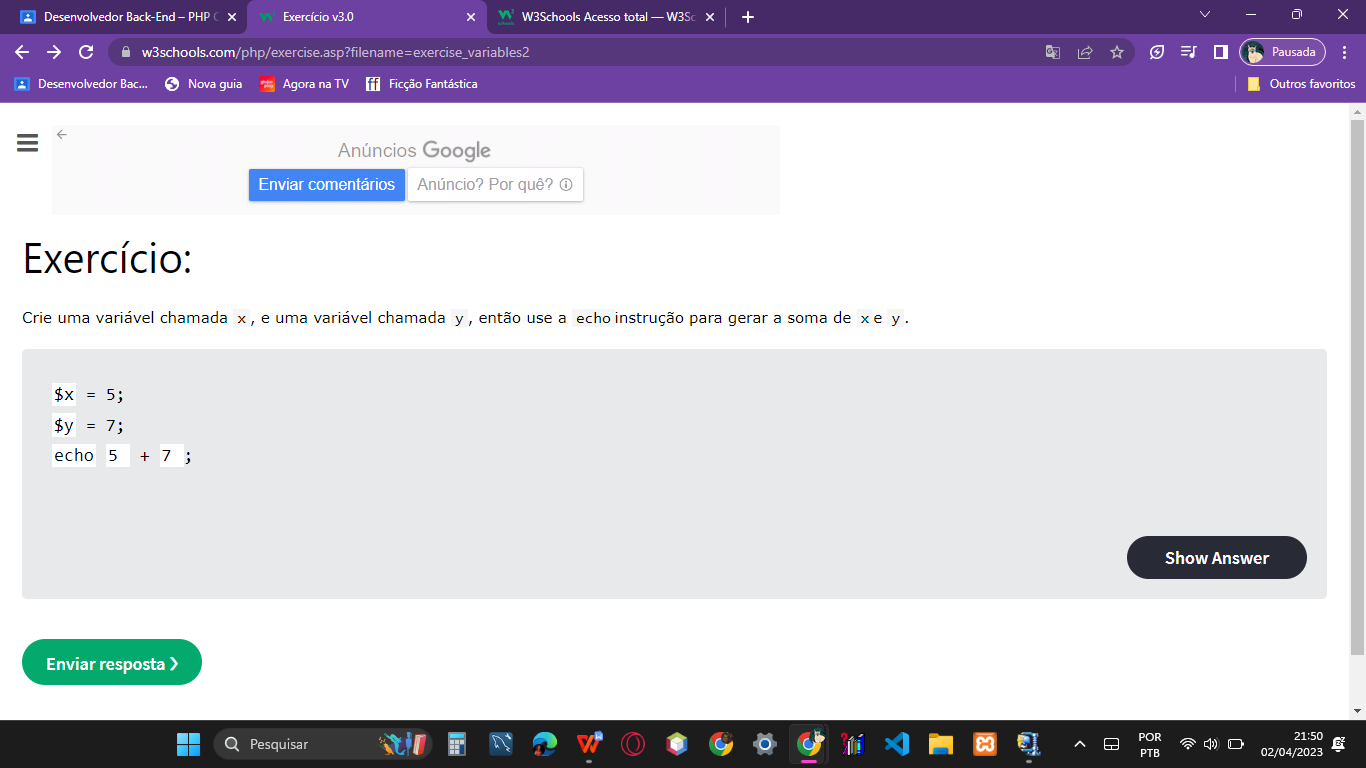 Desenvolvedor Back-End – PHP
Exercício v3.0
W3Schools Acesso total — W3Sc
w3schools.com/php/exercise.asp?filename=exercise_variables2
Pausada
Desenvolvedor Bac...
Nova guia
Agora na TV
ff Ficção Fantástica
Outros favoritos
Anúncios Google
Enviar comentários
Anúncio? Por quê?
Exercício:
Crie uma variável chamada x, e uma variável chamada y, então use a echo instrução para gerar a soma de x e y.
$x = 5;
$y = 7;
echo 5 + 7 ;
Show Answer
Enviar resposta ❯
Pesquisar
POR
PTB
21:50
02/04/2023